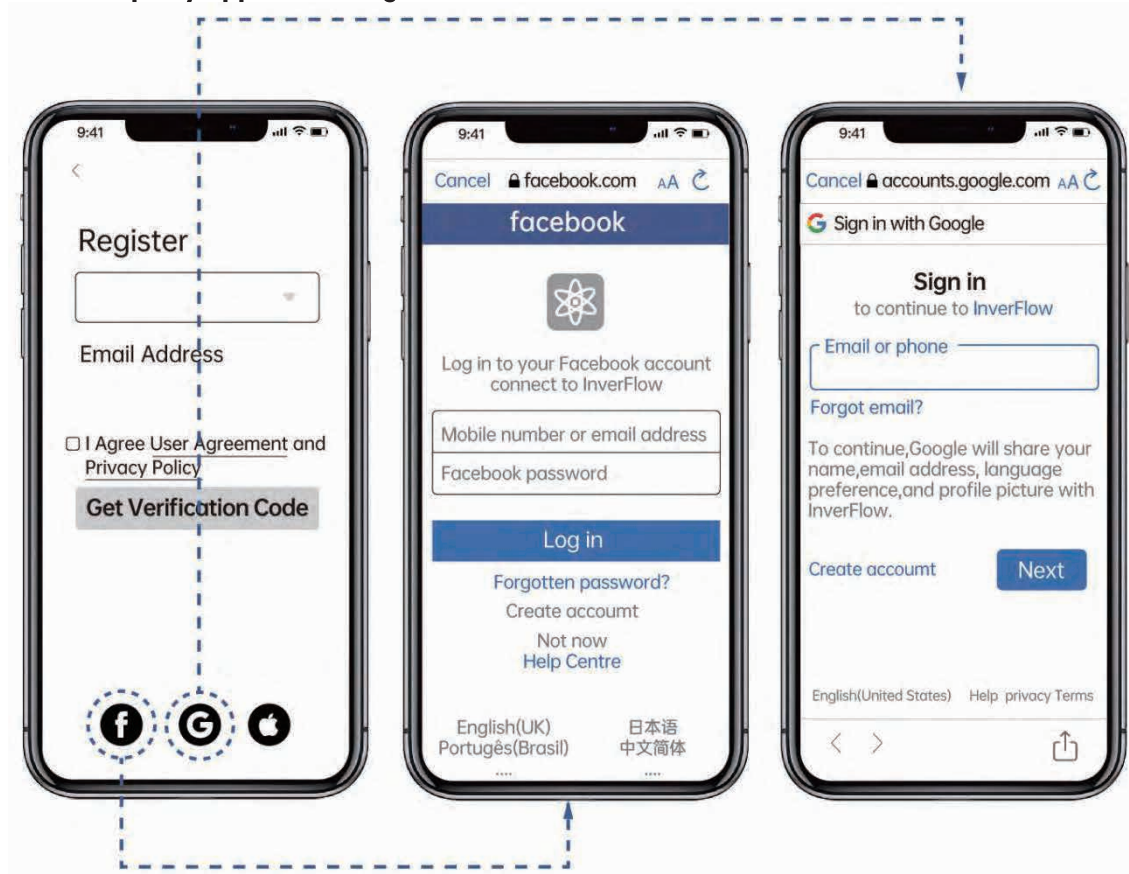 9:41
Register
Email Address
I Agree User Agreement and
Privacy Policy
Get Verification Code
f
G
9:41
Cancel facebook.com AA
facebook
Log in to your Facebook account
connect to InverFlow
Mobile number or email address
Facebook password
Log in
Forgotten password?
Create accoumt
Not now
Help Centre
English(UK) 日本语
Portugês(Brasil) 中文简体
.... ....
9:41
Cancel accounts.google.com AA
G Sign in with Google
Sign in
to continue to InverFlow
Email or phone
Forgot email?
To continue,Google will share your
name,email address, language
preference,and profile picture with
InverFlow.
Create accoumt Next
English(United States) Help privacy Terms